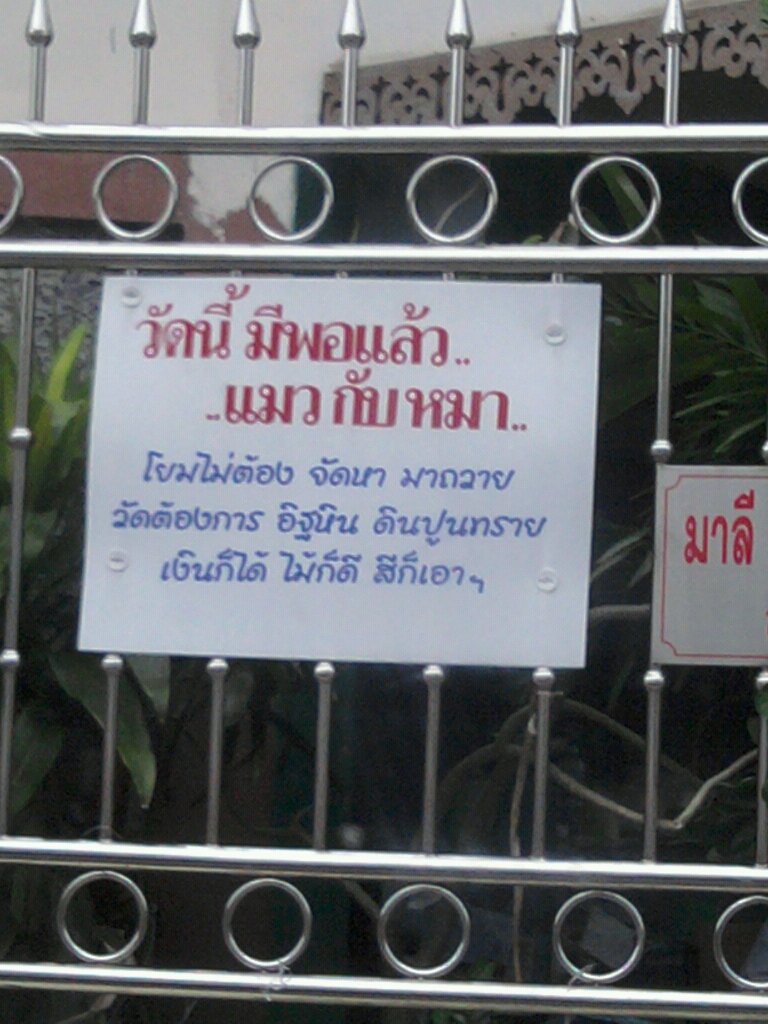 วัดนี้ มีพอแล้ว..
..แมว กับ หมา..
โยมไม่ต้อง จัดหา มาถวาย
วัดต้องการ อิฐหิน ดินปูนทราย
เงินก็ได้ ไม้ก็ดี สีก็เอาฯ
มาลี